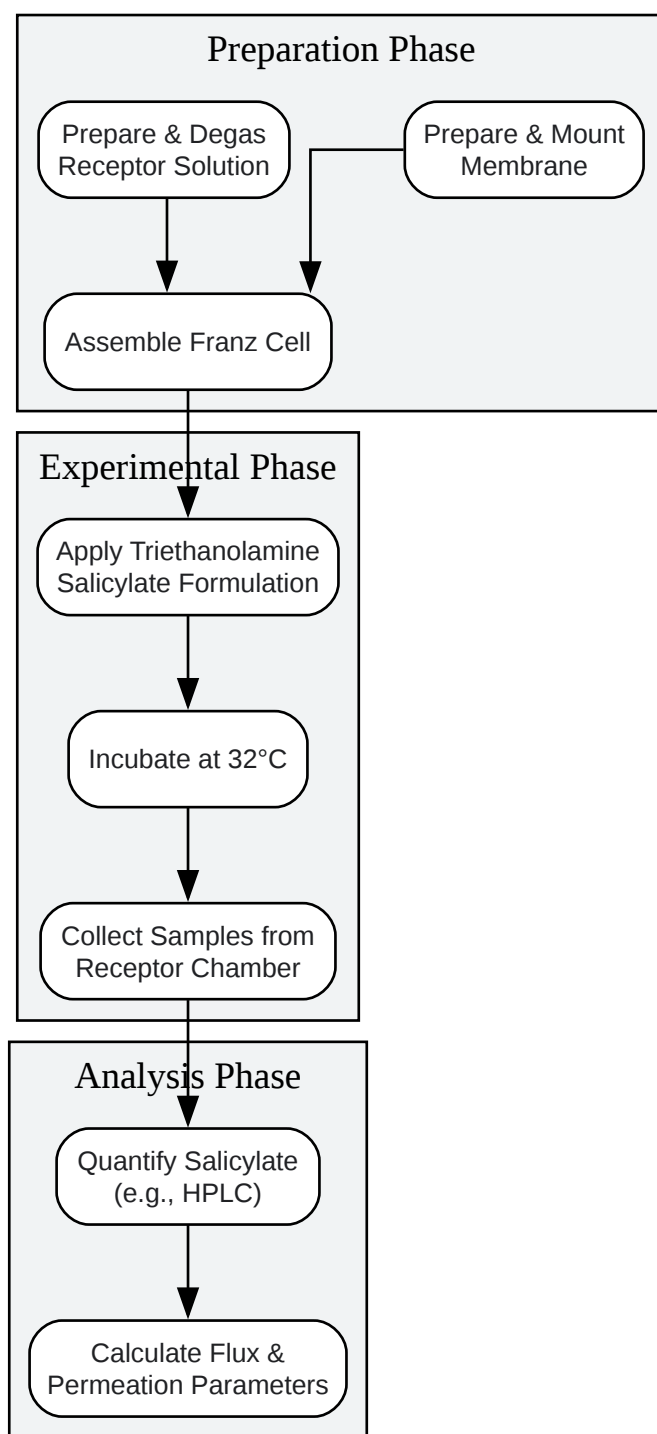 Preparation Phase
Prepare & Degas
Receptor Solution
Prepare & Mount
Membrane
Assemble Franz Cell
Experimental Phase
Apply Triethanolamine
Salicylate Formulation
Incubate at 32°C
Collect Samples from
Receptor Chamber
Analysis Phase
Quantify Salicylate
(e.g., HPLC)
Calculate Flux &
Permeation Parameters